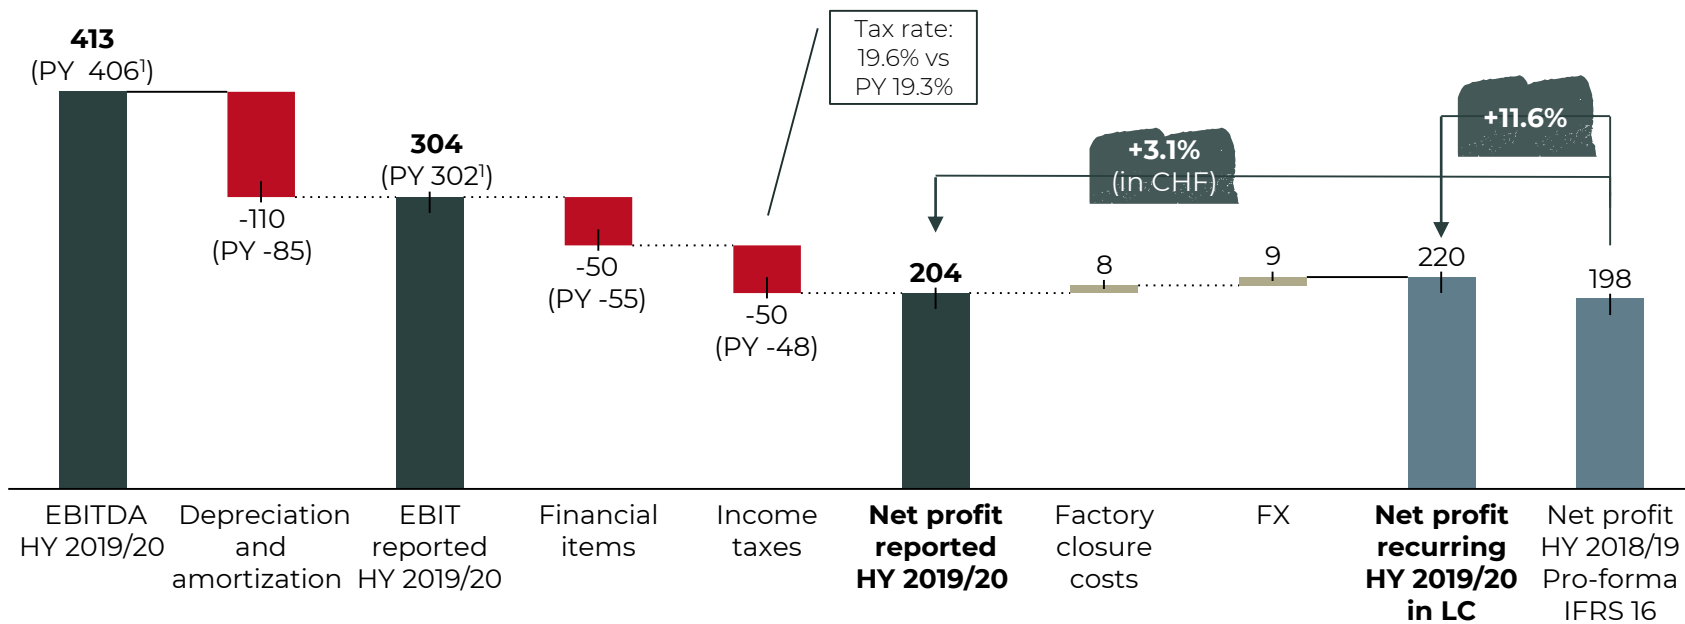 413
(PY 406¹)
-110
(PY -85)
304
(PY 302¹)
-50
(PY -55)
Tax rate:
19.6% vs
PY 19.3%
-50
(PY -48)
204
+3.1%
(in CHF)
8
9
+11.6%
220
198
EBITDA
HY 2019/20
Depreciation
and
amortization
EBIT
reported
HY 2019/20
Financial
items
Income
taxes
Net profit
reported
HY 2019/20
Factory
closure
costs
FX
Net profit
recurring
HY 2019/20
in LC
Net profit
HY 2018/19
Pro-forma
IFRS 16